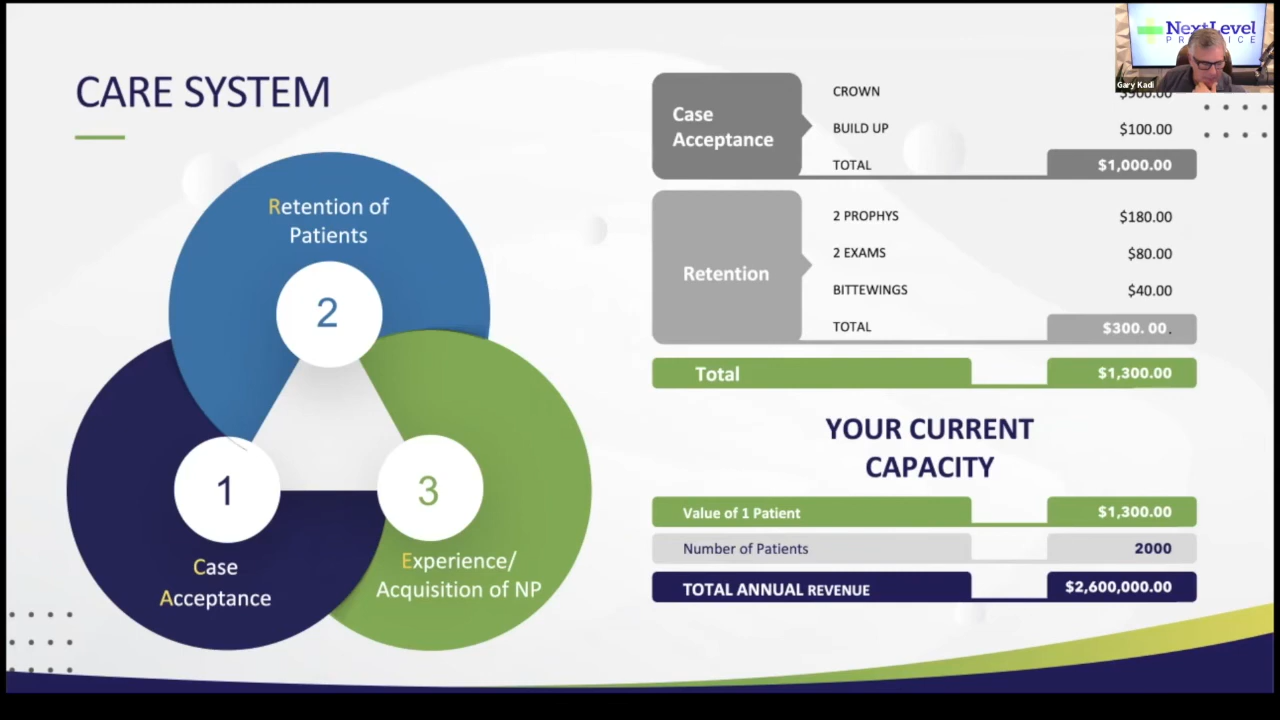 NextLevel
Gary Kadi
CARE SYSTEM
Retention of
Patients
2
1
3
Case
Acceptance
Experience/
Acquisition of NP
Case
Acceptance
CROWN
$900.00
BUILD UP
$100.00
TOTAL
$1,000.00
Retention
2 PROPHYS
$180.00
2 EXAMS
$80.00
BITTEWINGS
$40.00
TOTAL
$300. 00.
Total
$1,300.00
YOUR CURRENT
CAPACITY
Value of 1 Patient
$1,300.00
Number of Patients
2000
TOTAL ANNUAL REVENUE
$2,600,000.00